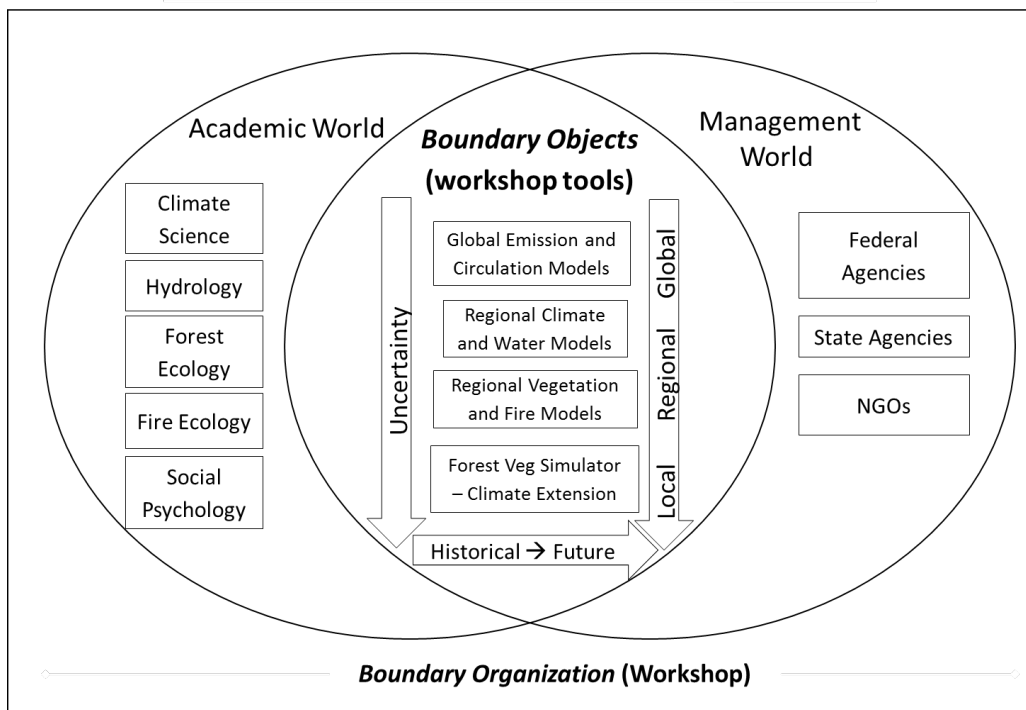 Academic World
Climate
Science
Hydrology
Forest
Ecology
Fire Ecology
Social
Psychology
Boundary Objects
(workshop tools)
Uncertainty
Global Emission and
Circulation Models
Regional Climate
and Water Models
Regional Vegetation
and Fire Models
Forest Veg Simulator
– Climate Extension
Local Regional Global
Historical → Future
Management
World
Federal
Agencies
State Agencies
NGOs
Boundary Organization (Workshop)